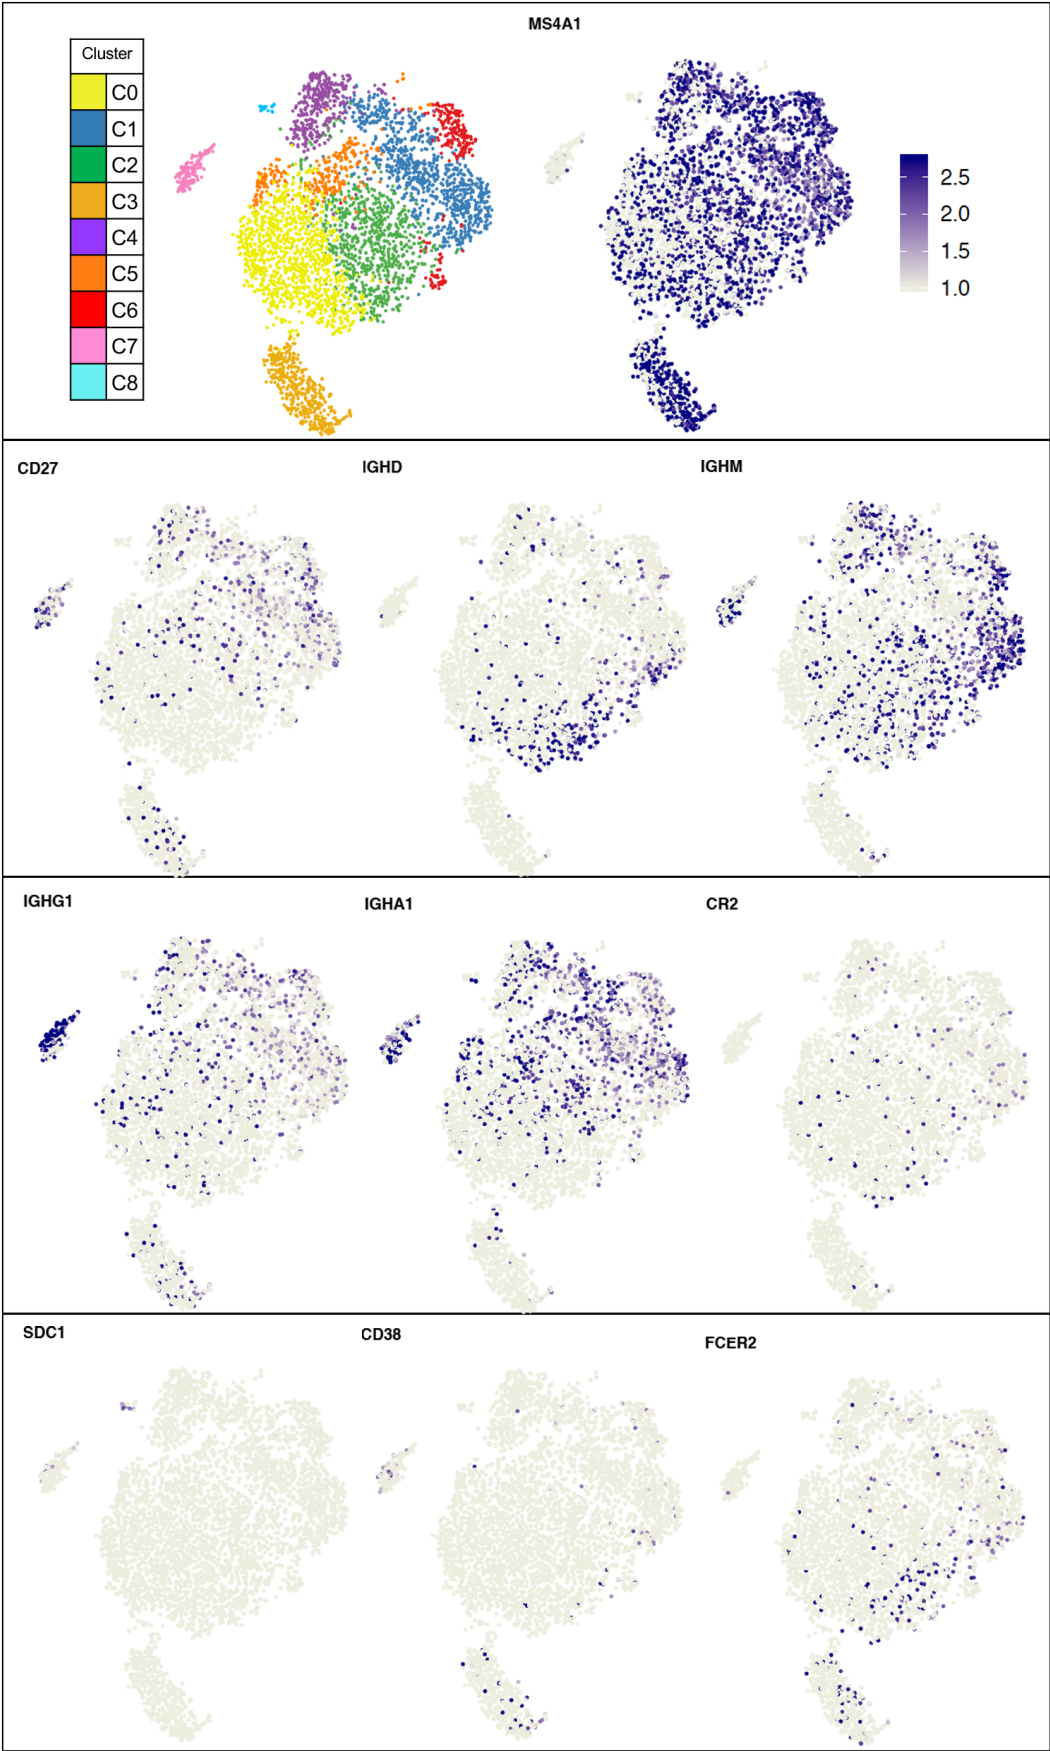 MS4A1
Cluster
C0
C1
C2
C3
C4
C5
C6
C7
C8
2.5
2.0
1.5
1.0
CD27 IGHD IGHM
IGHG1 IGHA1 CR2
SDC1 CD38 FCER2